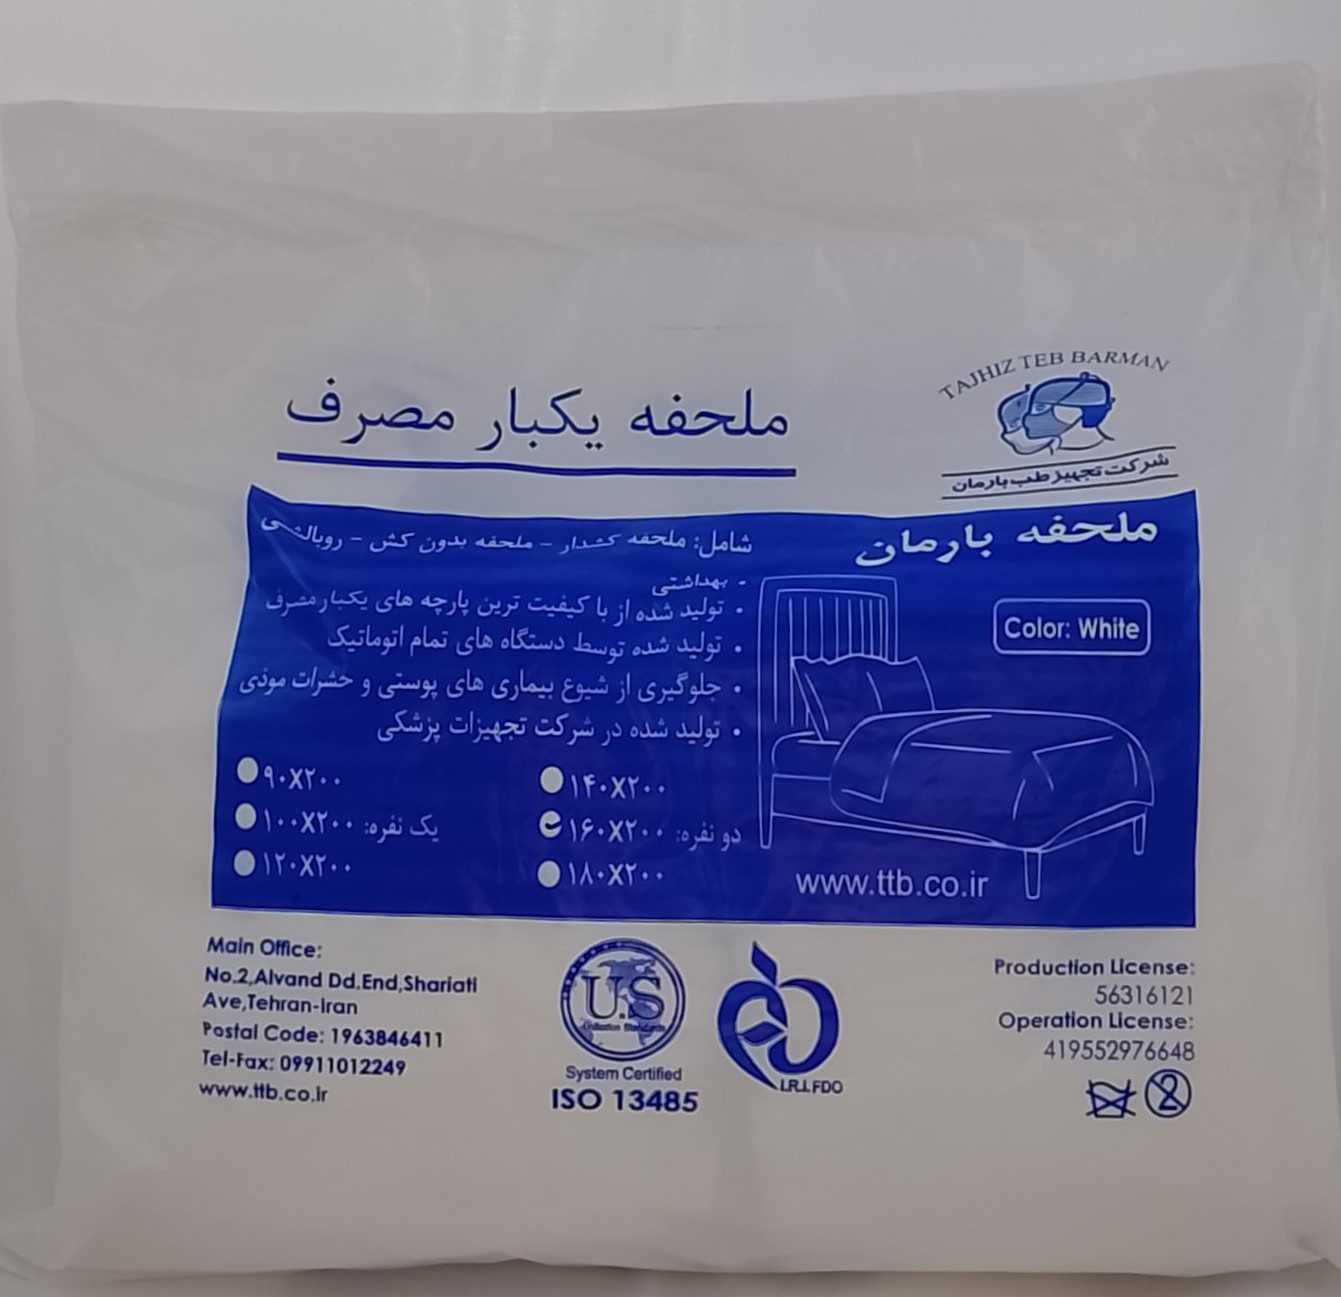 TAJHIZ TEB BARMAN
شرکت تجهیز طب بارمان
ملحفه یکبار مصرف
ملحفه بارمان
Color: White
شامل: ملحفه کشدار - ملحفه بدون کش - روبالشی
- بهداشتی
• تولید شده از با کیفیت ترین پارچه های یکبارمصرف
• تولید شده توسط دستگاه های تمام اتوماتیک
• جلوگیری از شیوع بیماری های پوستی و حشرات موذی
• تولید شده در شرکت تجهیزات پزشکی
۱۴۰X۲۰۰
دو نفره: ۱۶۰X۲۰۰
۱۸۰X۲۰۰
۹۰X۲۰۰
یک نفره: ۱۰۰X۲۰۰
۱۲۰X۲۰۰
www.ttb.co.ir
Main Office:
No.2,Alvand Dd.End,Shariati
Ave,Tehran-Iran
Postal Code: 1963846411
Tel-Fax: 09911012249
www.ttb.co.ir
U.S
System Certified
ISO 13485
I.R.I.FDO
Production License:
56316121
Operation License:
419552976648
2